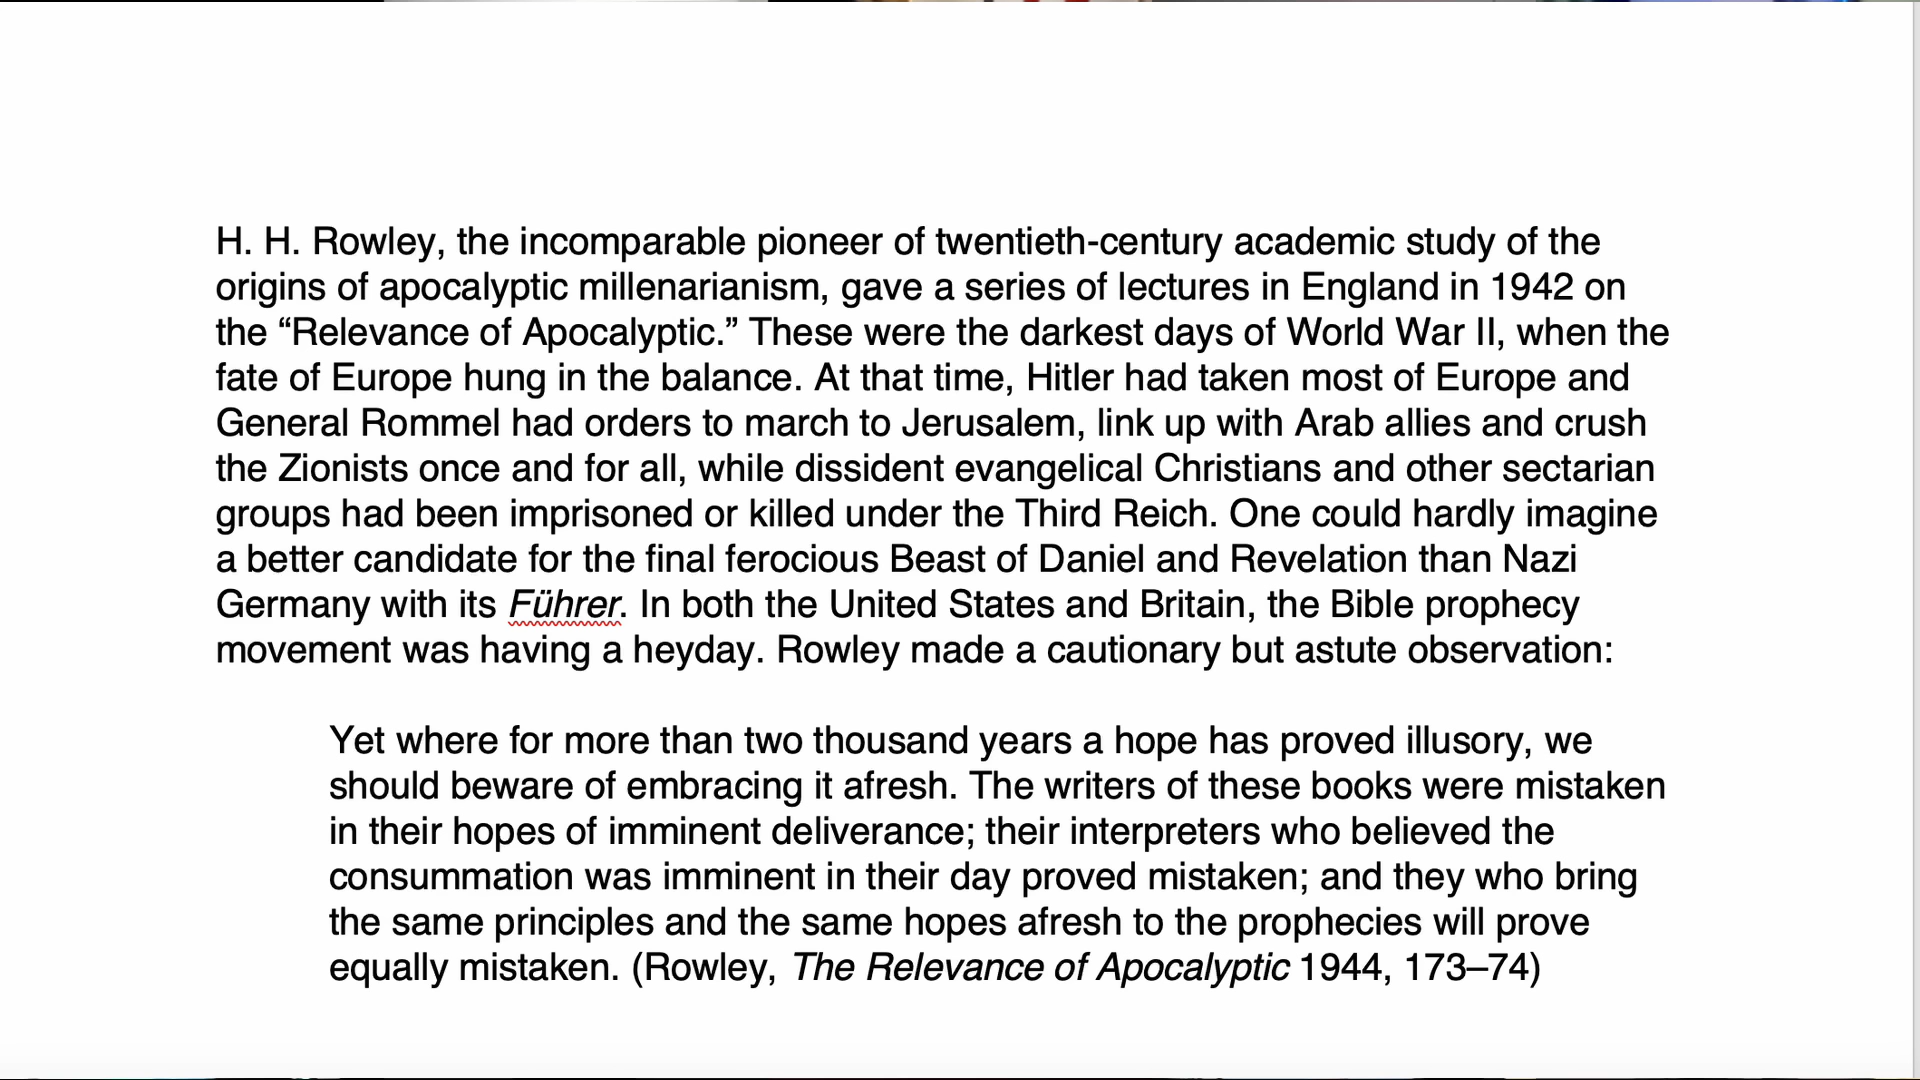 H. H. Rowley, the incomparable pioneer of twentieth-century academic study of the
origins of apocalyptic millenarianism, gave a series of lectures in England in 1942 on
the “Relevance of Apocalyptic.” These were the darkest days of World War II, when the
fate of Europe hung in the balance. At that time, Hitler had taken most of Europe and
General Rommel had orders to march to Jerusalem, link up with Arab allies and crush
the Zionists once and for all, while dissident evangelical Christians and other sectarian
groups had been imprisoned or killed under the Third Reich. One could hardly imagine
a better candidate for the final ferocious Beast of Daniel and Revelation than Nazi
Germany with its Führer. In both the United States and Britain, the Bible prophecy
movement was having a heyday. Rowley made a cautionary but astute observation:
Yet where for more than two thousand years a hope has proved illusory, we
should beware of embracing it afresh. The writers of these books were mistaken
in their hopes of imminent deliverance; their interpreters who believed the
consummation was imminent in their day proved mistaken; and they who bring
the same principles and the same hopes afresh to the prophecies will prove
equally mistaken. (Rowley, The Relevance of Apocalyptic 1944, 173–74)